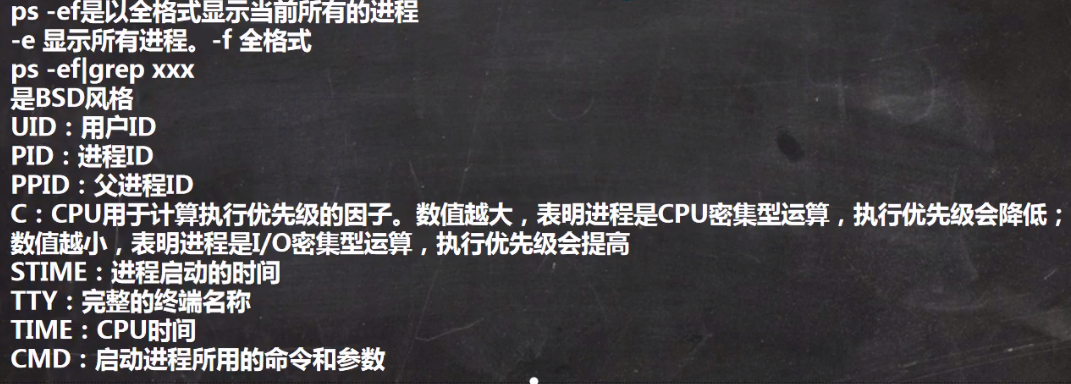 ps -ef是以全格式显示当前所有的进程
-e 显示所有进程。-f 全格式
ps -ef|grep xxx
是BSD风格
UID：用户ID
PID：进程ID
PPID：父进程ID
C：CPU用于计算执行优先级的因子。数值越大，表明进程是CPU密集型运算，执行优先级会降低；
数值越小，表明进程是I/O密集型运算，执行优先级会提高
STIME：进程启动的时间
TTY：完整的终端名称
TIME：CPU时间
CMD：启动进程所用的命令和参数